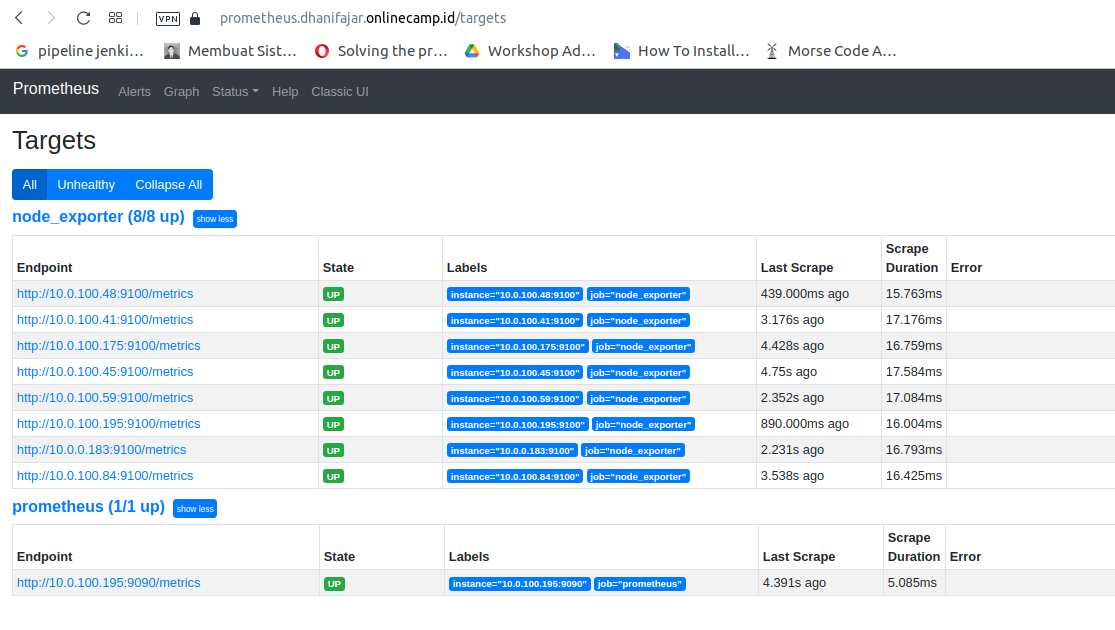 VPN prometheus.dhanifajar.onlinecamp.id/targets
pipeline jenki... Membuat Sist... Solving the pr... Workshop Ad... How To Install... Morse Code A...
Prometheus Alerts Graph Status Help Classic UI
Targets
All Unhealthy Collapse All
node_exporter (8/8 up) show less
Endpoint State Labels Last Scrape Scrape Duration Error
http://10.0.100.48:9100/metrics UP instance="10.0.100.48:9100" job="node_exporter" 439.000ms ago 15.763ms
http://10.0.100.41:9100/metrics UP instance="10.0.100.41:9100" job="node_exporter" 3.176s ago 17.176ms
http://10.0.100.175:9100/metrics UP instance="10.0.100.175:9100" job="node_exporter" 4.428s ago 16.759ms
http://10.0.100.45:9100/metrics UP instance="10.0.100.45:9100" job="node_exporter" 4.75s ago 17.584ms
http://10.0.100.59:9100/metrics UP instance="10.0.100.59:9100" job="node_exporter" 2.352s ago 17.084ms
http://10.0.100.195:9100/metrics UP instance="10.0.100.195:9100" job="node_exporter" 890.000ms ago 16.004ms
http://10.0.0.183:9100/metrics UP instance="10.0.0.183:9100" job="node_exporter" 2.231s ago 16.793ms
http://10.0.100.84:9100/metrics UP instance="10.0.100.84:9100" job="node_exporter" 3.538s ago 16.425ms
prometheus (1/1 up) show less
Endpoint State Labels Last Scrape Scrape Duration Error
http://10.0.100.195:9090/metrics UP instance="10.0.100.195:9090" job="prometheus" 4.391s ago 5.085ms